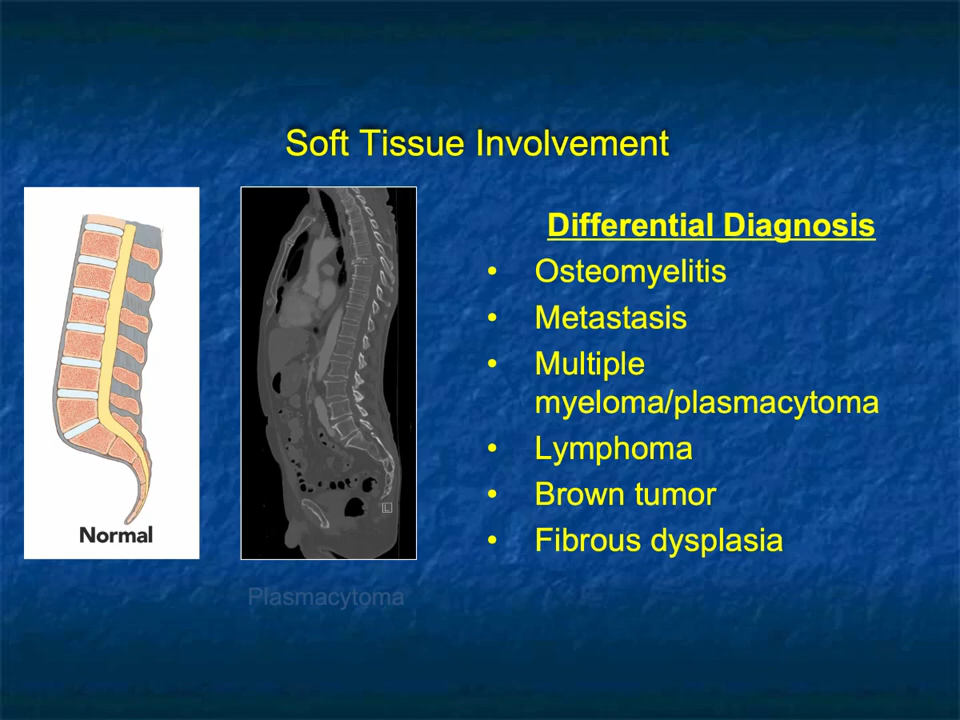 Soft Tissue Involvement
Normal
L
Plasmacytoma
Differential Diagnosis
• Osteomyelitis
• Metastasis
• Multiple
myeloma/plasmacytoma
• Lymphoma
• Brown tumor
• Fibrous dysplasia